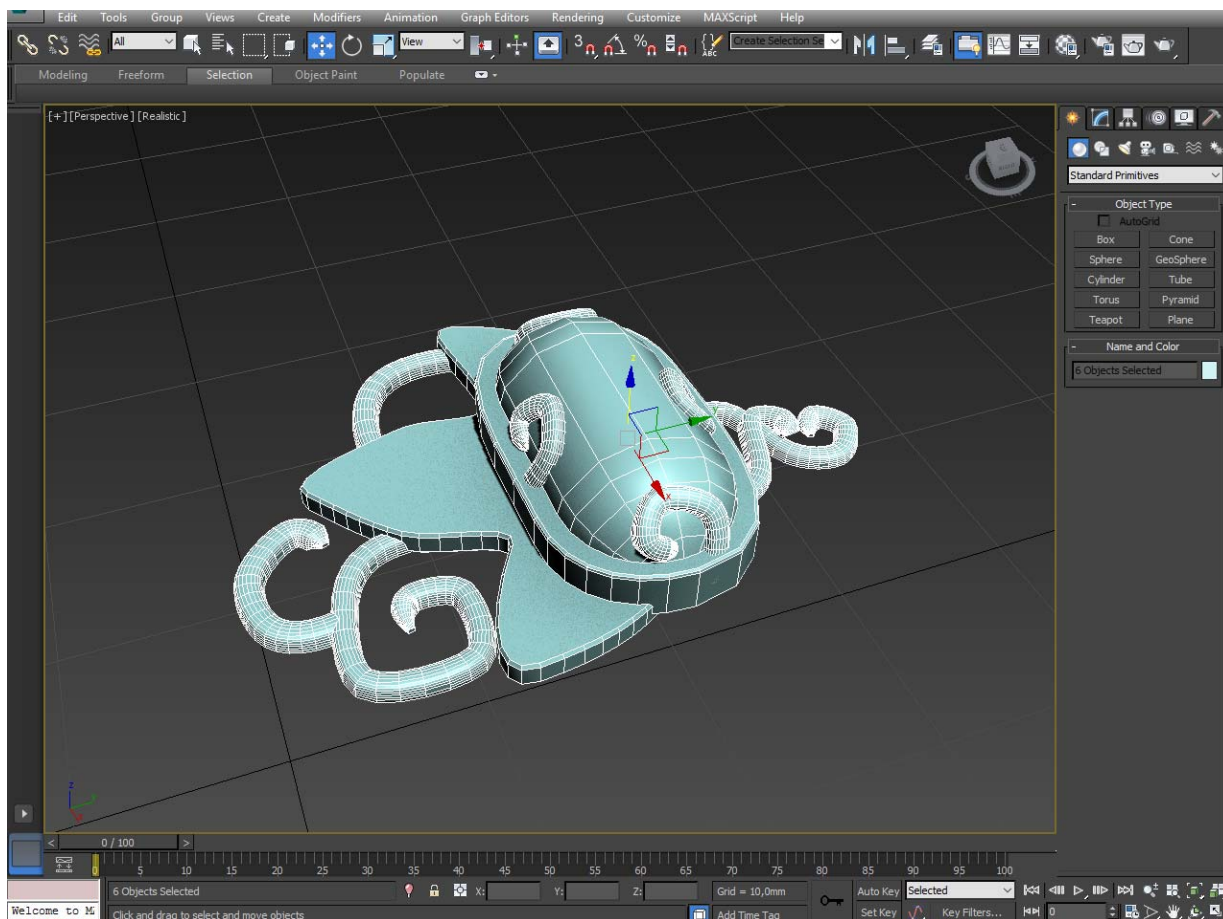 Edit Tools Group Views Create Modifiers Animation Graph Editors Rendering Customize MAXScript Help
All View 3 % ABC Create Selection Se
Modeling Freeform Selection Object Paint Populate
[+] [Perspective] [Realistic]
Standard Primitives
- Object Type
AutoGrid
Box Cone
Sphere GeoSphere
Cylinder Tube
Torus Pyramid
Teapot Plane
- Name and Color
6 Objects Selected
z
y
x
z
0 / 100
0 5 10 15 20 25 30 35 40 45 50 55 60 65 70 75 80 85 90 95 100
6 Objects Selected X: Y: Z: Grid = 10,0mm Auto Key Selected
Welcome to M Click and drag to select and move objects Add Time Tag Set Key Key Filters... 0